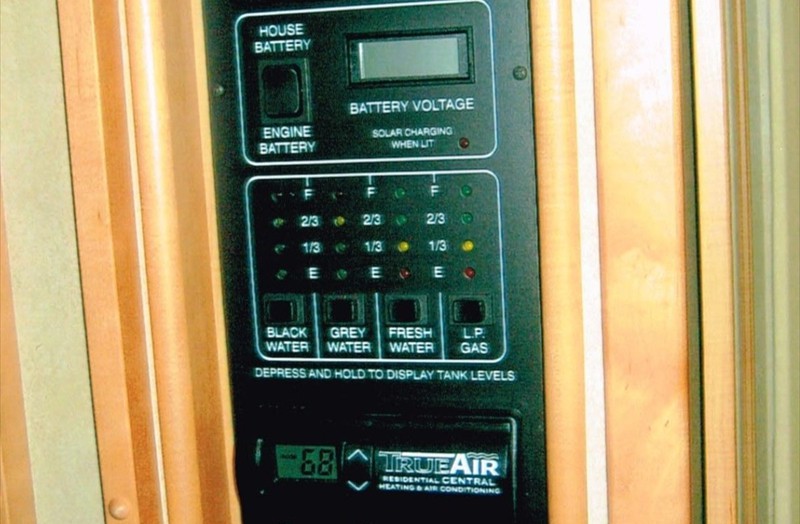 HOUSE
BATTERY
ENGINE
BATTERY
BATTERY VOLTAGE
SOLAR CHARGING
WHEN LIT
F F F
2/3 2/3 2/3
1/3 1/3 1/3
E E E
BLACK
WATER
GREY
WATER
FRESH
WATER
L.P.
GAS
DEPRESS AND HOLD TO DISPLAY TANK LEVELS
68
TRUEAIR
RESIDENTIAL CENTRAL
HEATING & AIR CONDITIONING